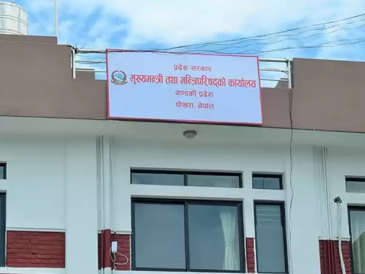 प्रदेश सरकार
मुख्यमन्त्री तथा मन्त्रिपरिषद्को कार्यालय
गण्डकी प्रदेश
पोखरा, नेपाल